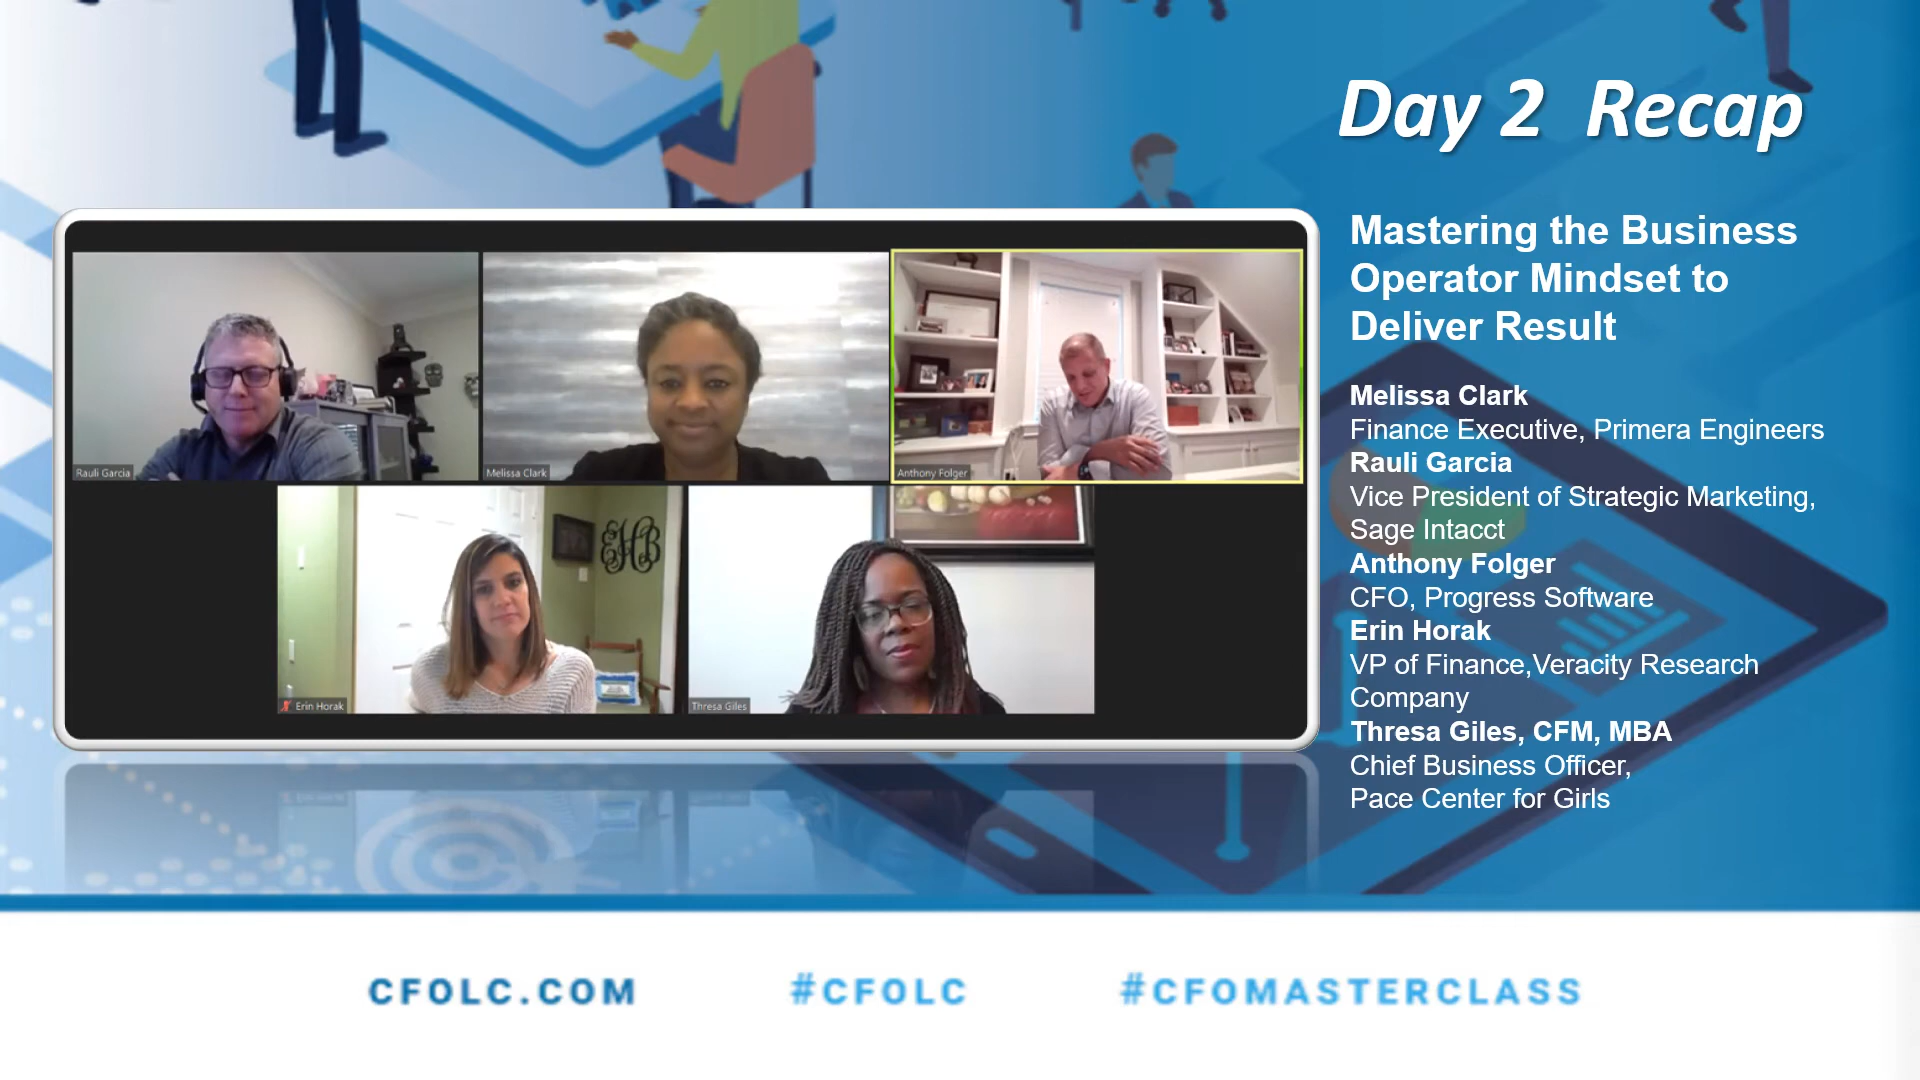 Day 2 Recap
Mastering the Business
Operator Mindset to
Deliver Result
Melissa Clark
Finance Executive, Primera Engineers
Rauli Garcia
Vice President of Strategic Marketing,
Sage Intacct
Anthony Folger
CFO, Progress Software
Erin Horak
VP of Finance,Veracity Research
Company
Thresa Giles, CFM, MBA
Chief Business Officer,
Pace Center for Girls
Rauli Garcia
Melissa Clark
Anthony Folger
EHB
Erin Horak
Thresa Giles
CFOLC.COM
#CFOLC
#CFOMASTERCLASS